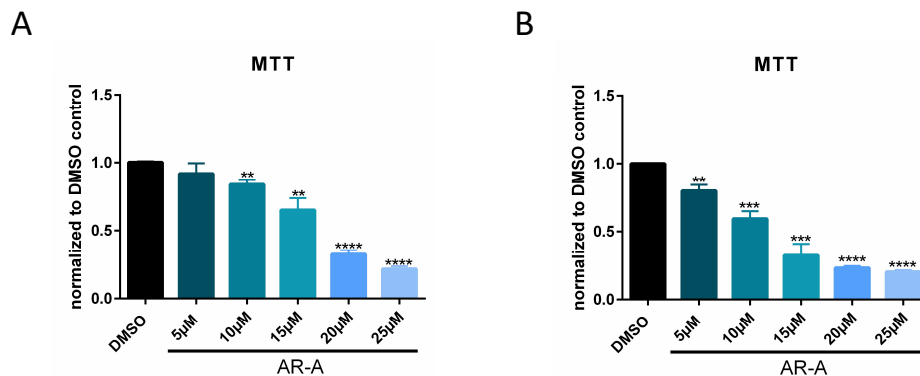 A
MTT
normalized to DMSO control
1.5
1.0
0.5
0.0
**
**
****
****
DMSO
5µM
10µM
15µM
20µM
25µM
AR-A
B
MTT
normalized to DMSO control
1.5
1.0
0.5
0.0
**
***
***
****
****
DMSO
5µM
10µM
15µM
20µM
25µM
AR-A